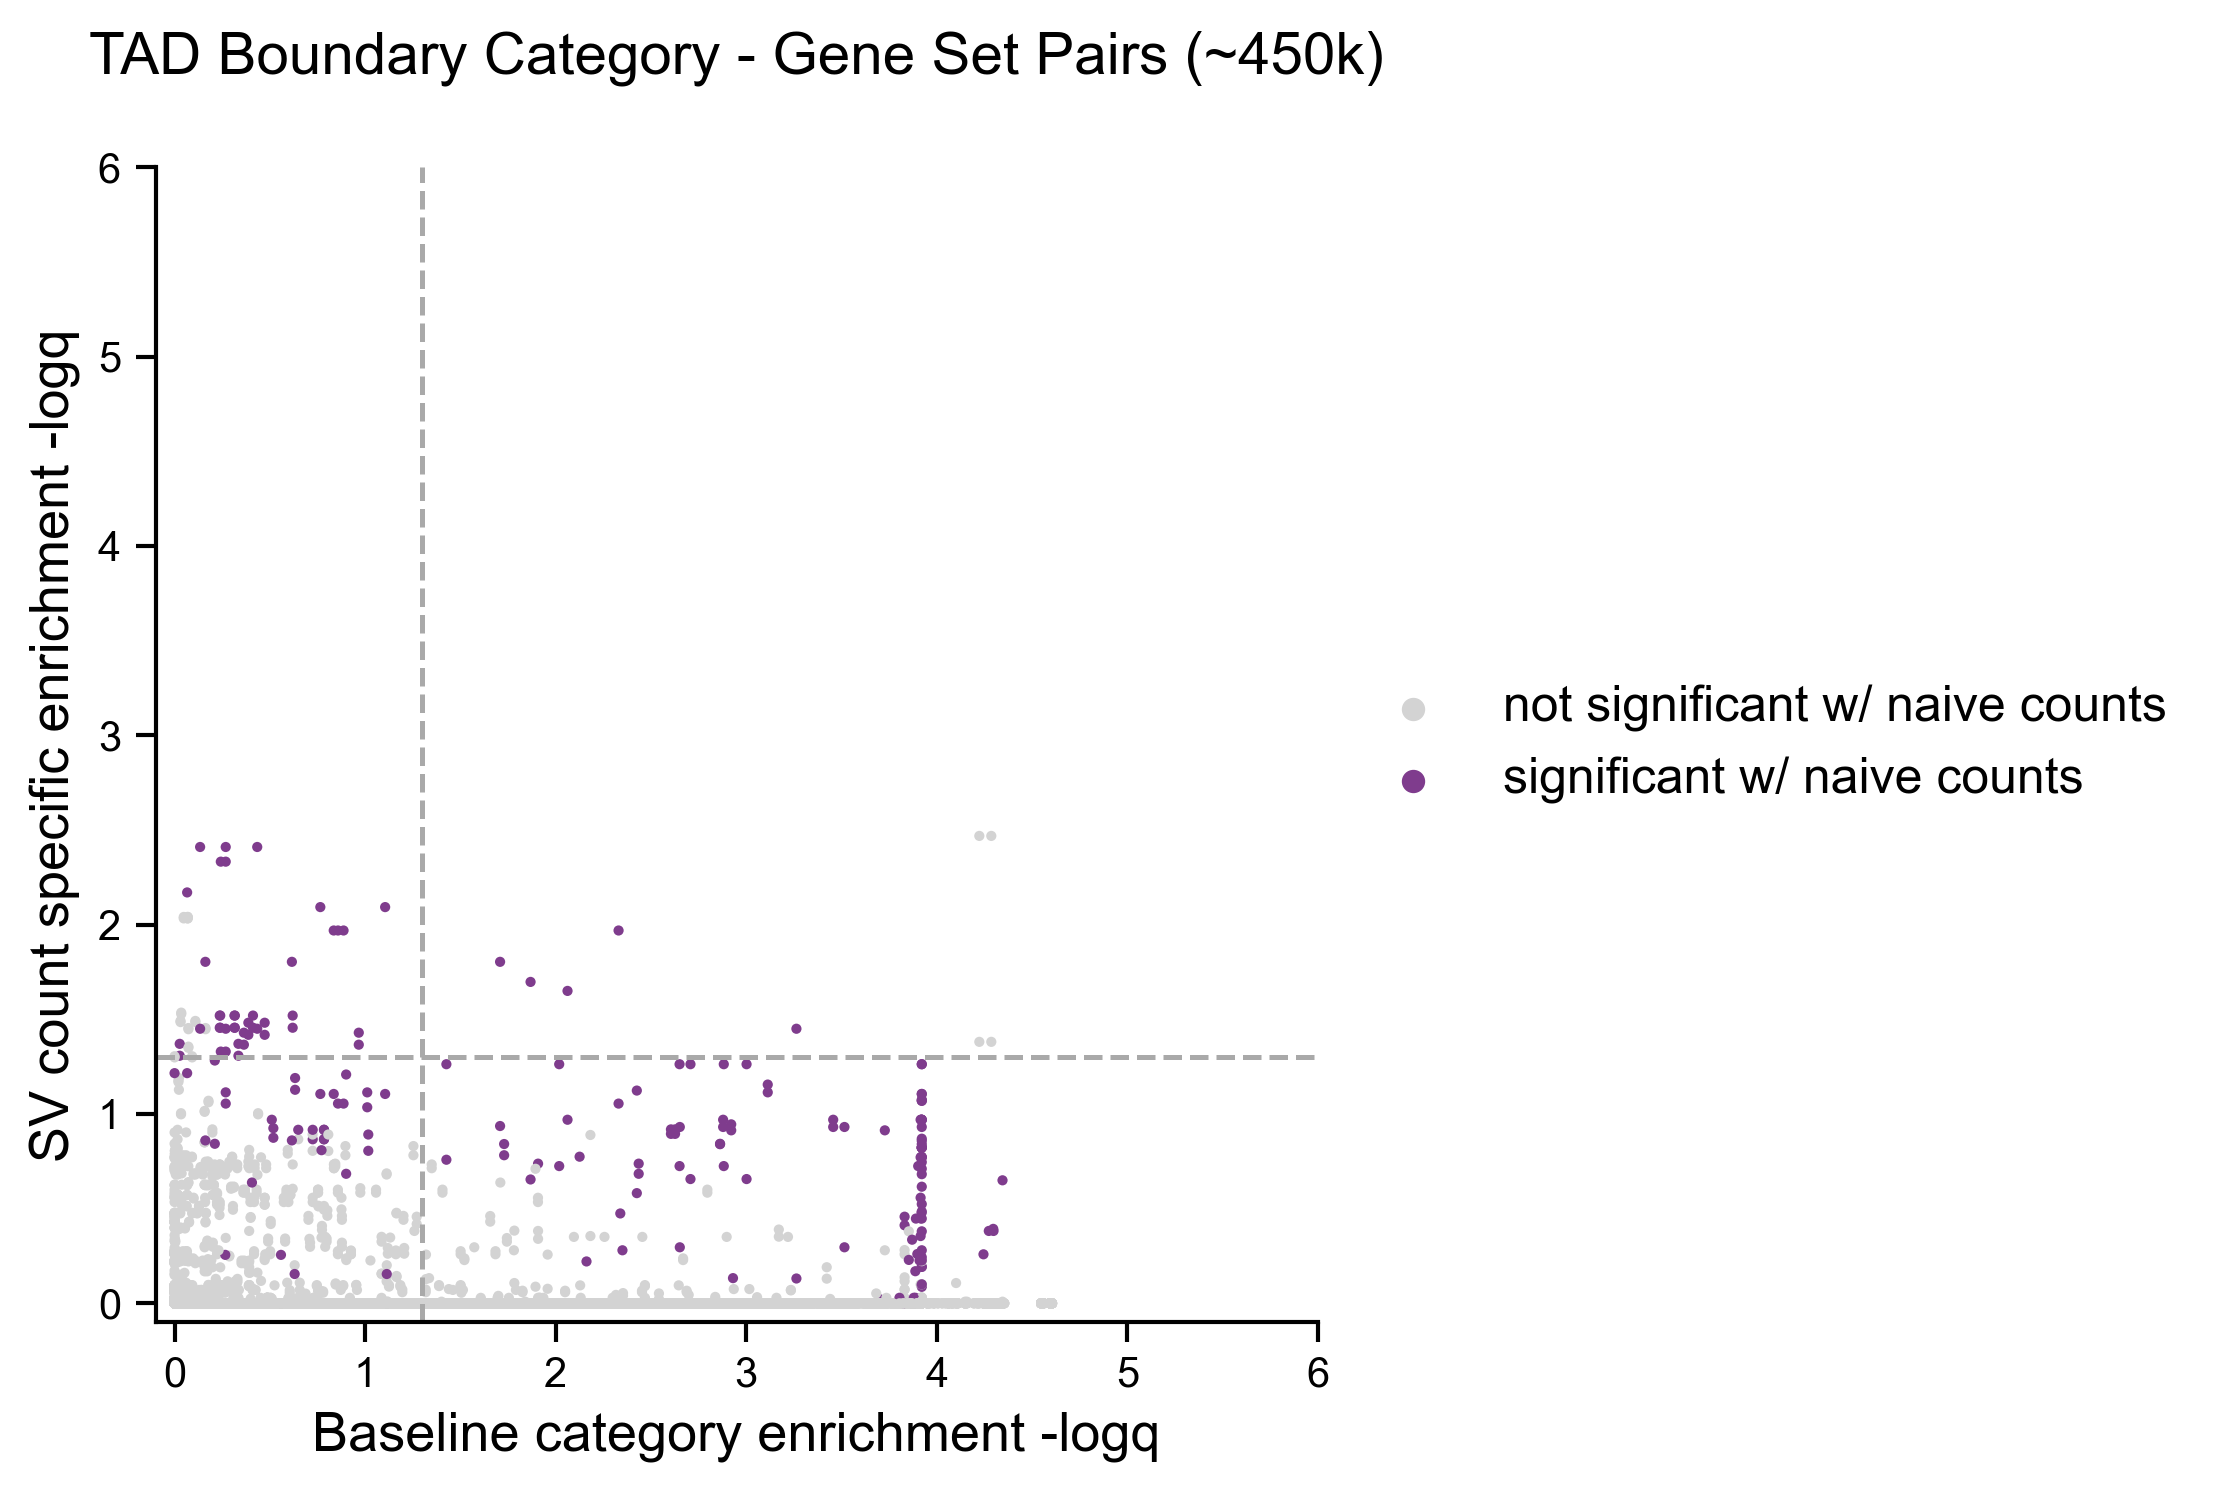 TAD Boundary Category - Gene Set Pairs (~450k)
6
5
4
3
2
1
0
SV count specific enrichment -logq
0 1 2 3 4 5 6
Baseline category enrichment -logq
not significant w/ naive counts
significant w/ naive counts